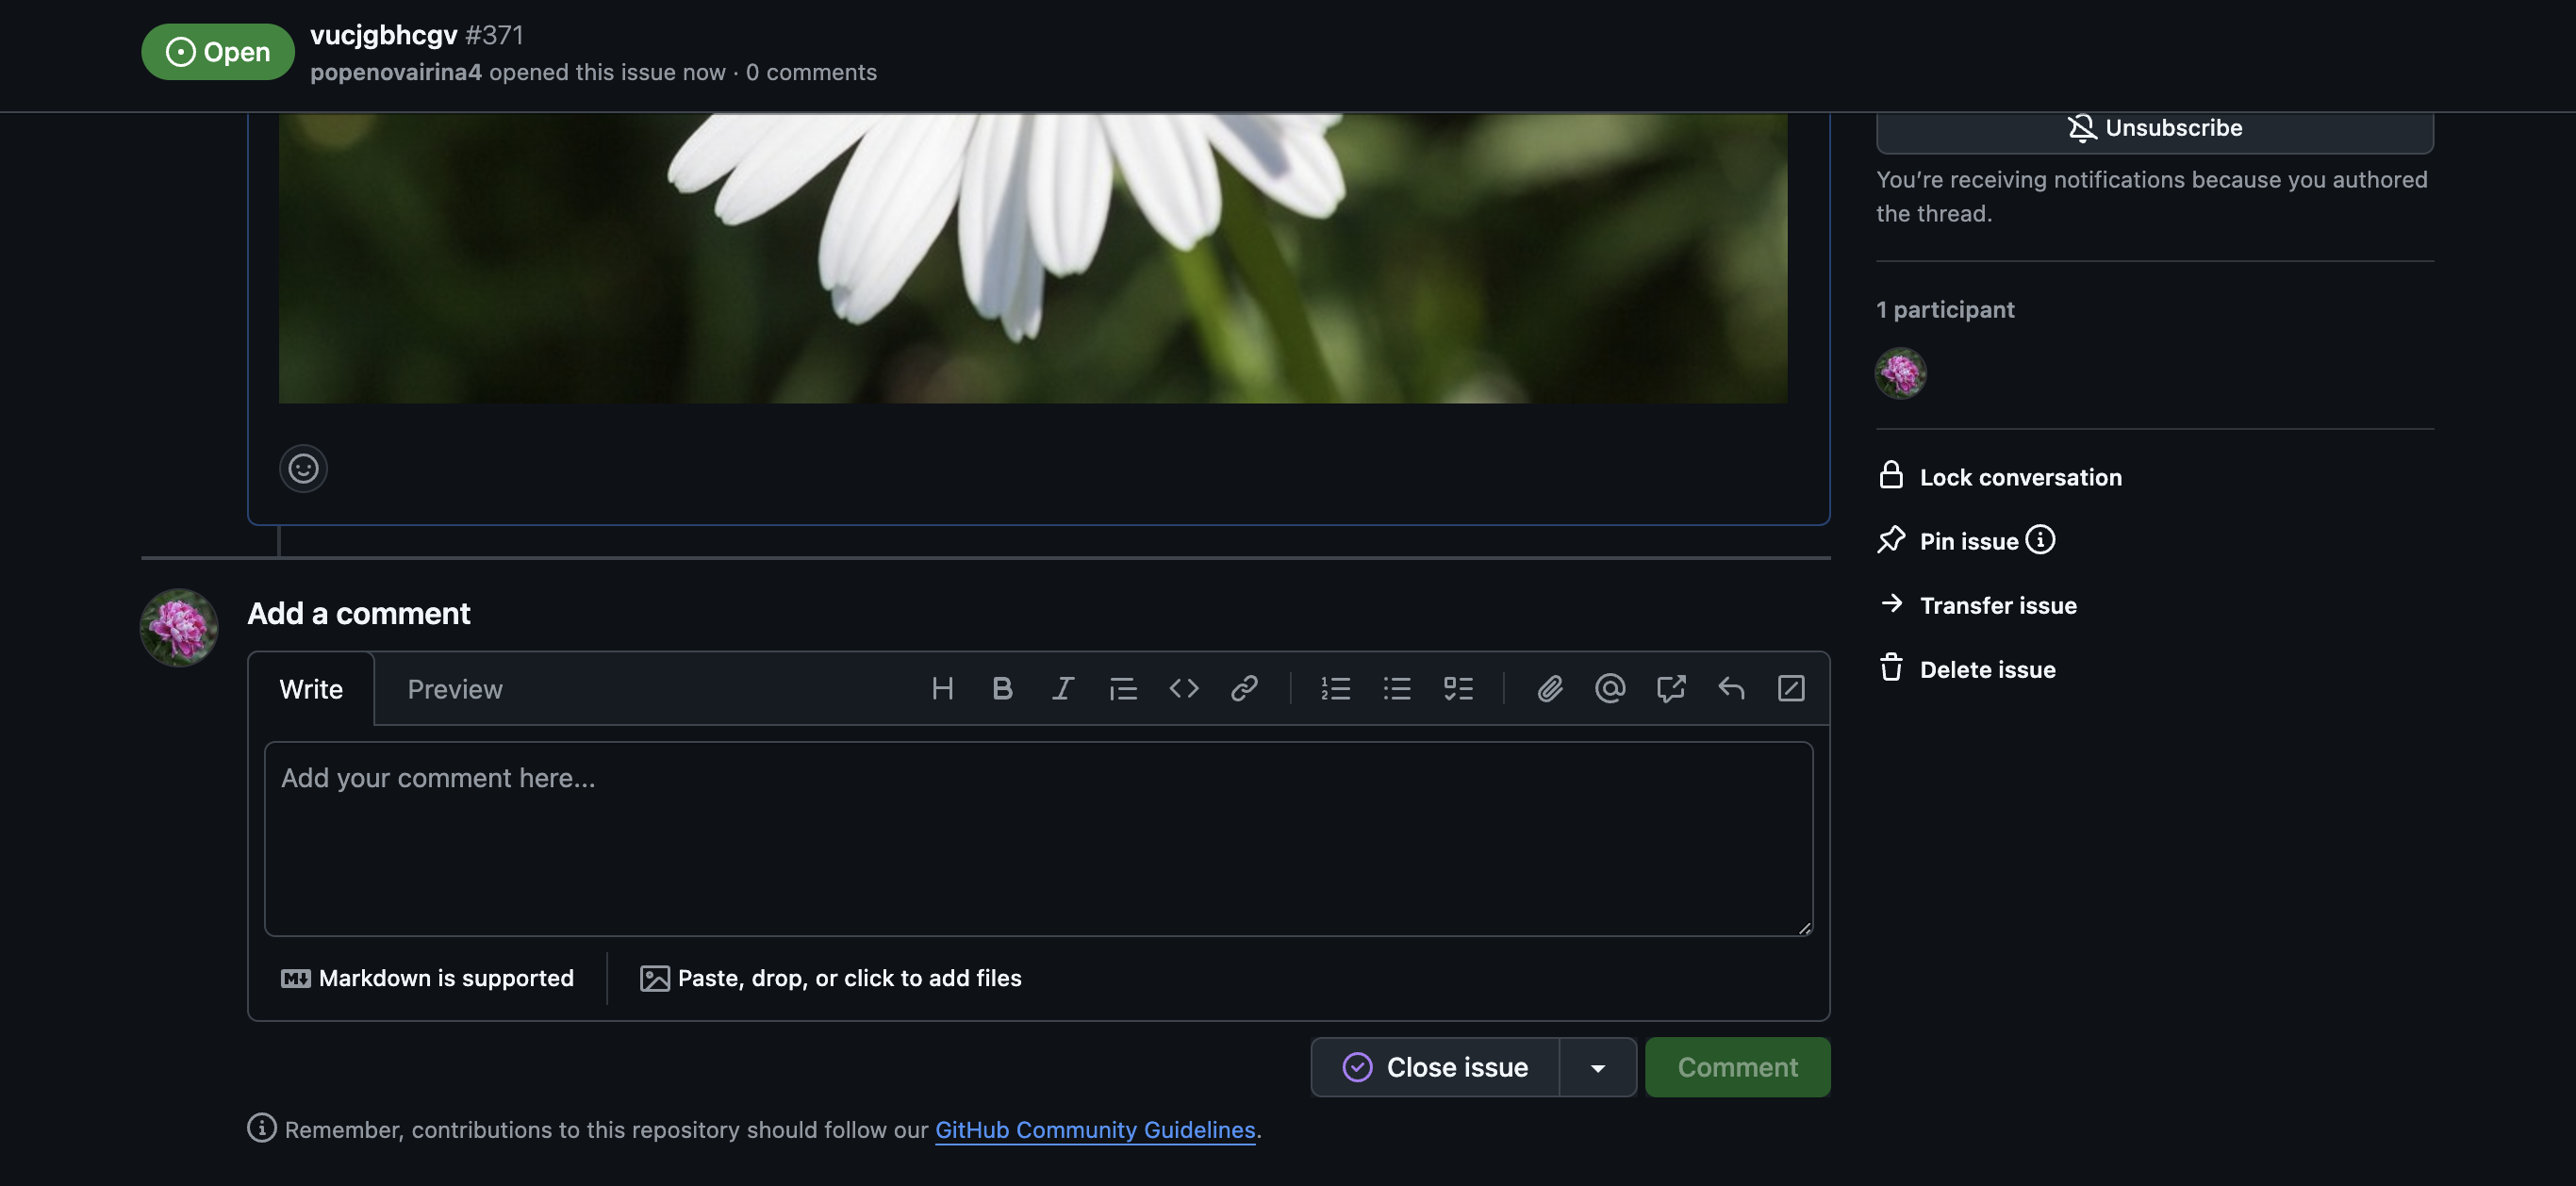 Open
vucjgbhcgv #371
popenovairina4 opened this issue now · 0 comments
Unsubscribe
You’re receiving notifications because you authored
the thread.
1 participant
Lock conversation
Pin issue
Transfer issue
Delete issue
Add a comment
Write Preview
Add your comment here...
Markdown is supported
Paste, drop, or click to add files
Close issue
Comment
Remember, contributions to this repository should follow our GitHub Community Guidelines.